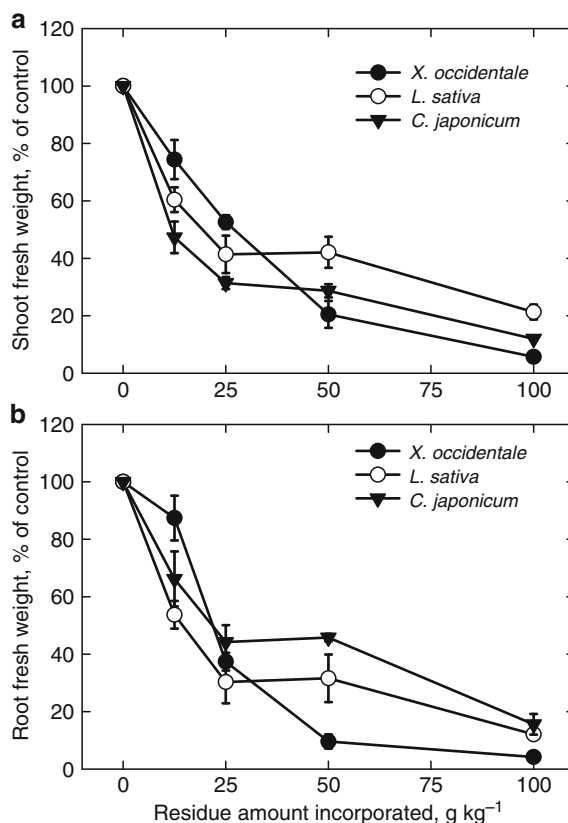 a
120
100
80
60
40
20
0
Shoot fresh weight, % of control
X. occidentale
L. sativa
C. japonicum
0 25 50 75 100
b
120
100
80
60
40
20
0
Root fresh weight, % of control
X. occidentale
L. sativa
C. japonicum
0 25 50 75 100
Residue amount incorporated, g kg⁻¹